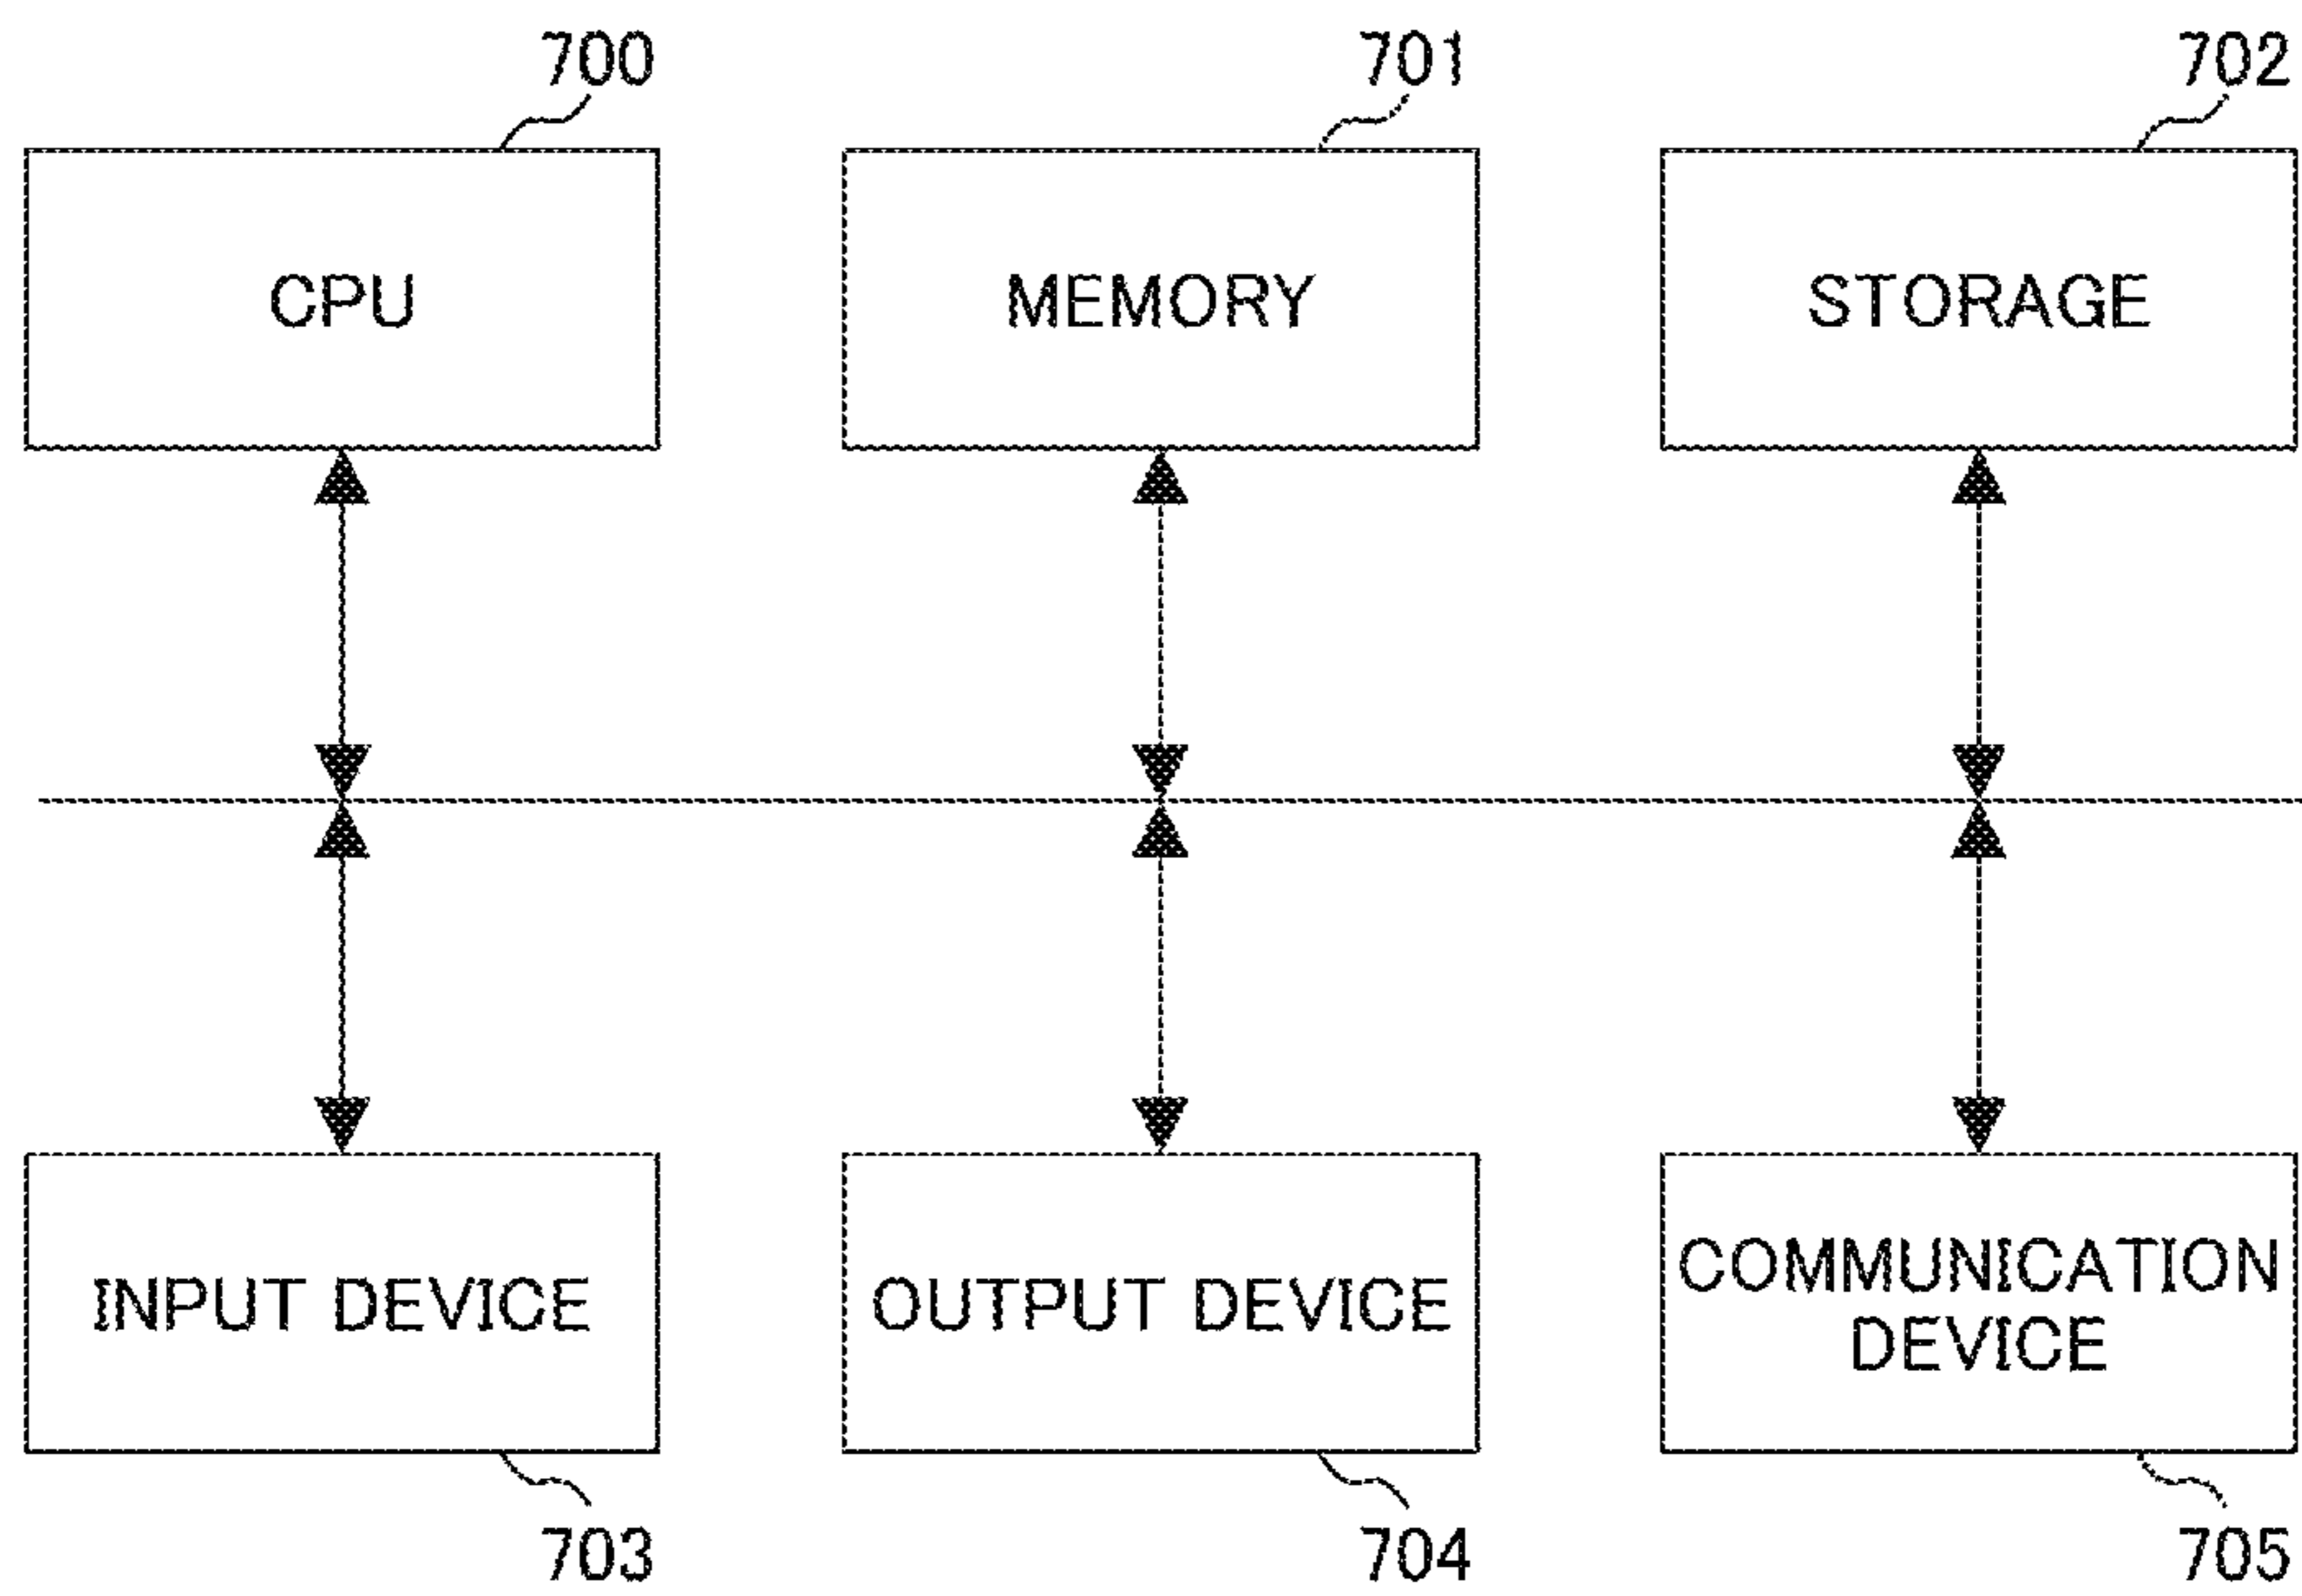 700
701
702
CPU
MEMORY
STORAGE
INPUT DEVICE
OUTPUT DEVICE
COMMUNICATION
DEVICE
703
704
705